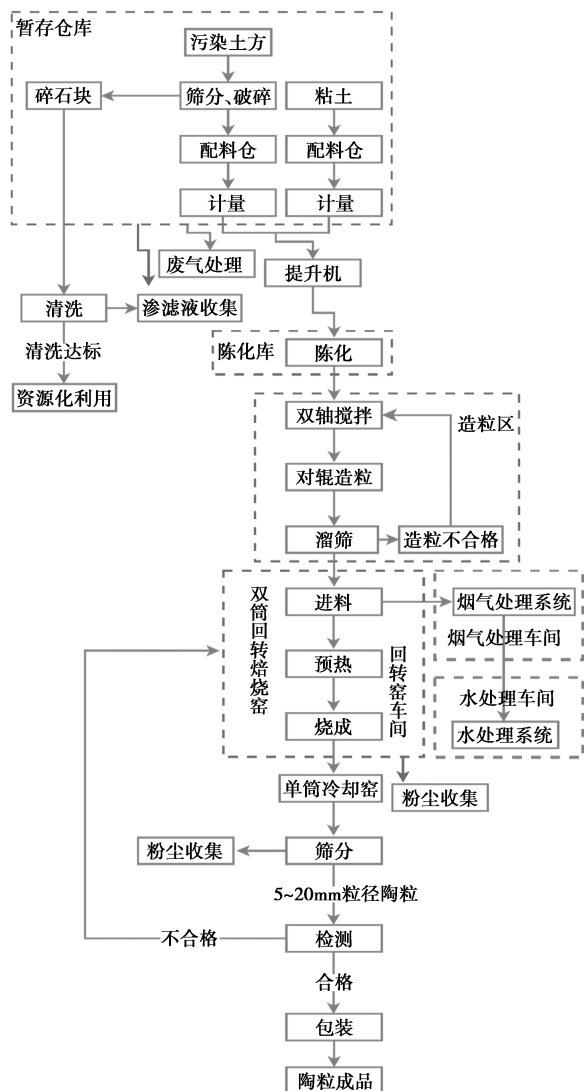 暂存仓库
污染土方
碎石块
筛分、破碎
粘土
配料仓
配料仓
计量
计量
废气处理
提升机
清洗
渗滤液收集
清洗达标
陈化库
陈化
资源化利用
双轴搅拌
造粒区
对辊造粒
溜筛
造粒不合格
双筒回转焙烧窑
进料
烟气处理系统
烟气处理车间
预热
回转窑车间
水处理车间
烧成
水处理系统
单筒冷却窑
粉尘收集
粉尘收集
筛分
5~20mm粒径陶粒
不合格
检测
合格
包装
陶粒成品